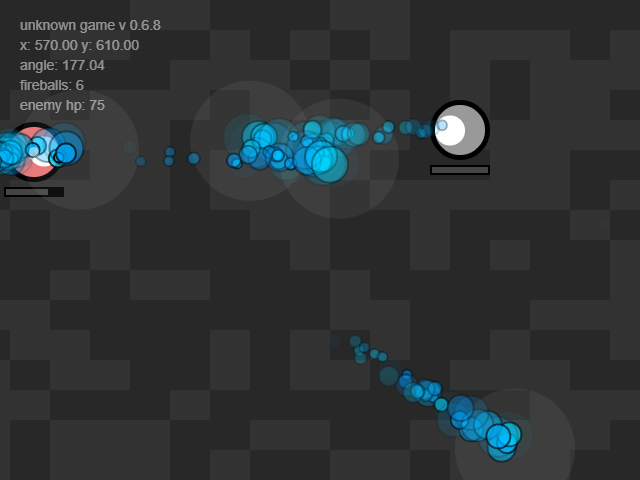 unknown game v 0.6.8
x: 570.00 y: 610.00
angle: 177.04
fireballs: 6
enemy hp: 75